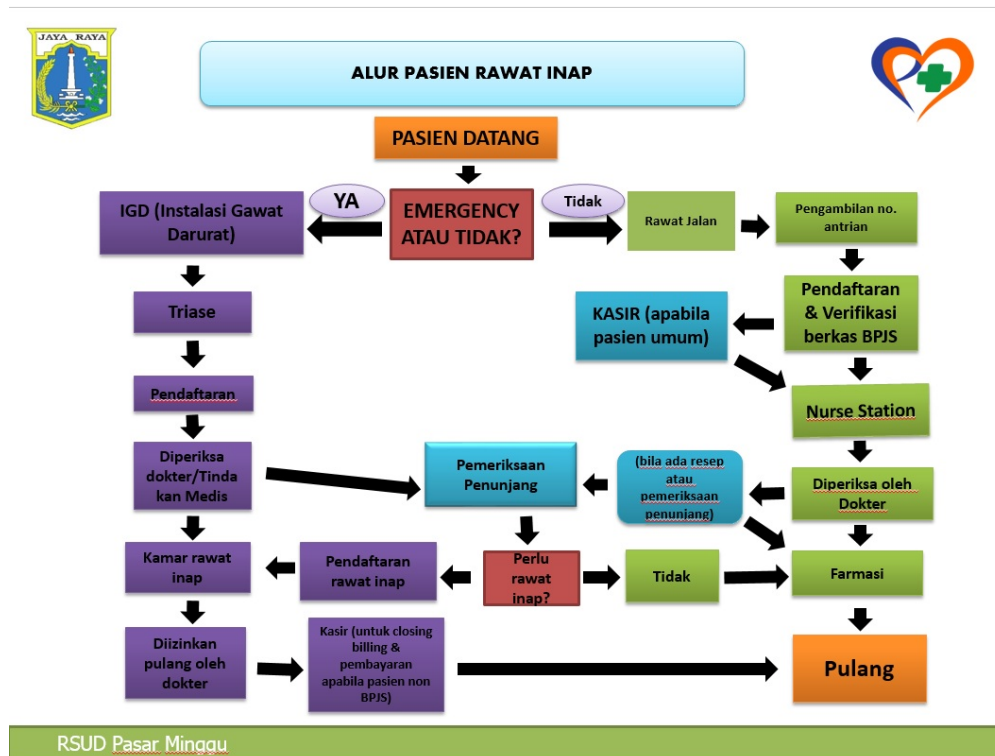 JAYA RAYA
ALUR PASIEN RAWAT INAP
PASIEN DATANG
YA
EMERGENCY
ATAU TIDAK?
Tidak
IGD (Instalasi Gawat
Darurat)
Rawat Jalan
Pengambilan no.
antrian
Triase
KASIR (apabila
pasien umum)
Pendaftaran
& Verifikasi
berkas BPJS
Pendaftaran
Nurse Station
Diperiksa
dokter/Tinda
kan Medis
Pemeriksaan
Penunjang
(bila ada resep
atau
pemeriksaan
penunjang)
Diperiksa oleh
Dokter
Kamar rawat
inap
Pendaftaran
rawat inap
Perlu
rawat
inap?
Tidak
Farmasi
Diizinkan
pulang oleh
dokter
Kasir (untuk closing
billing &
pembayaran
apabila pasien non
BPJS)
Pulang
RSUD Pasar Minggu